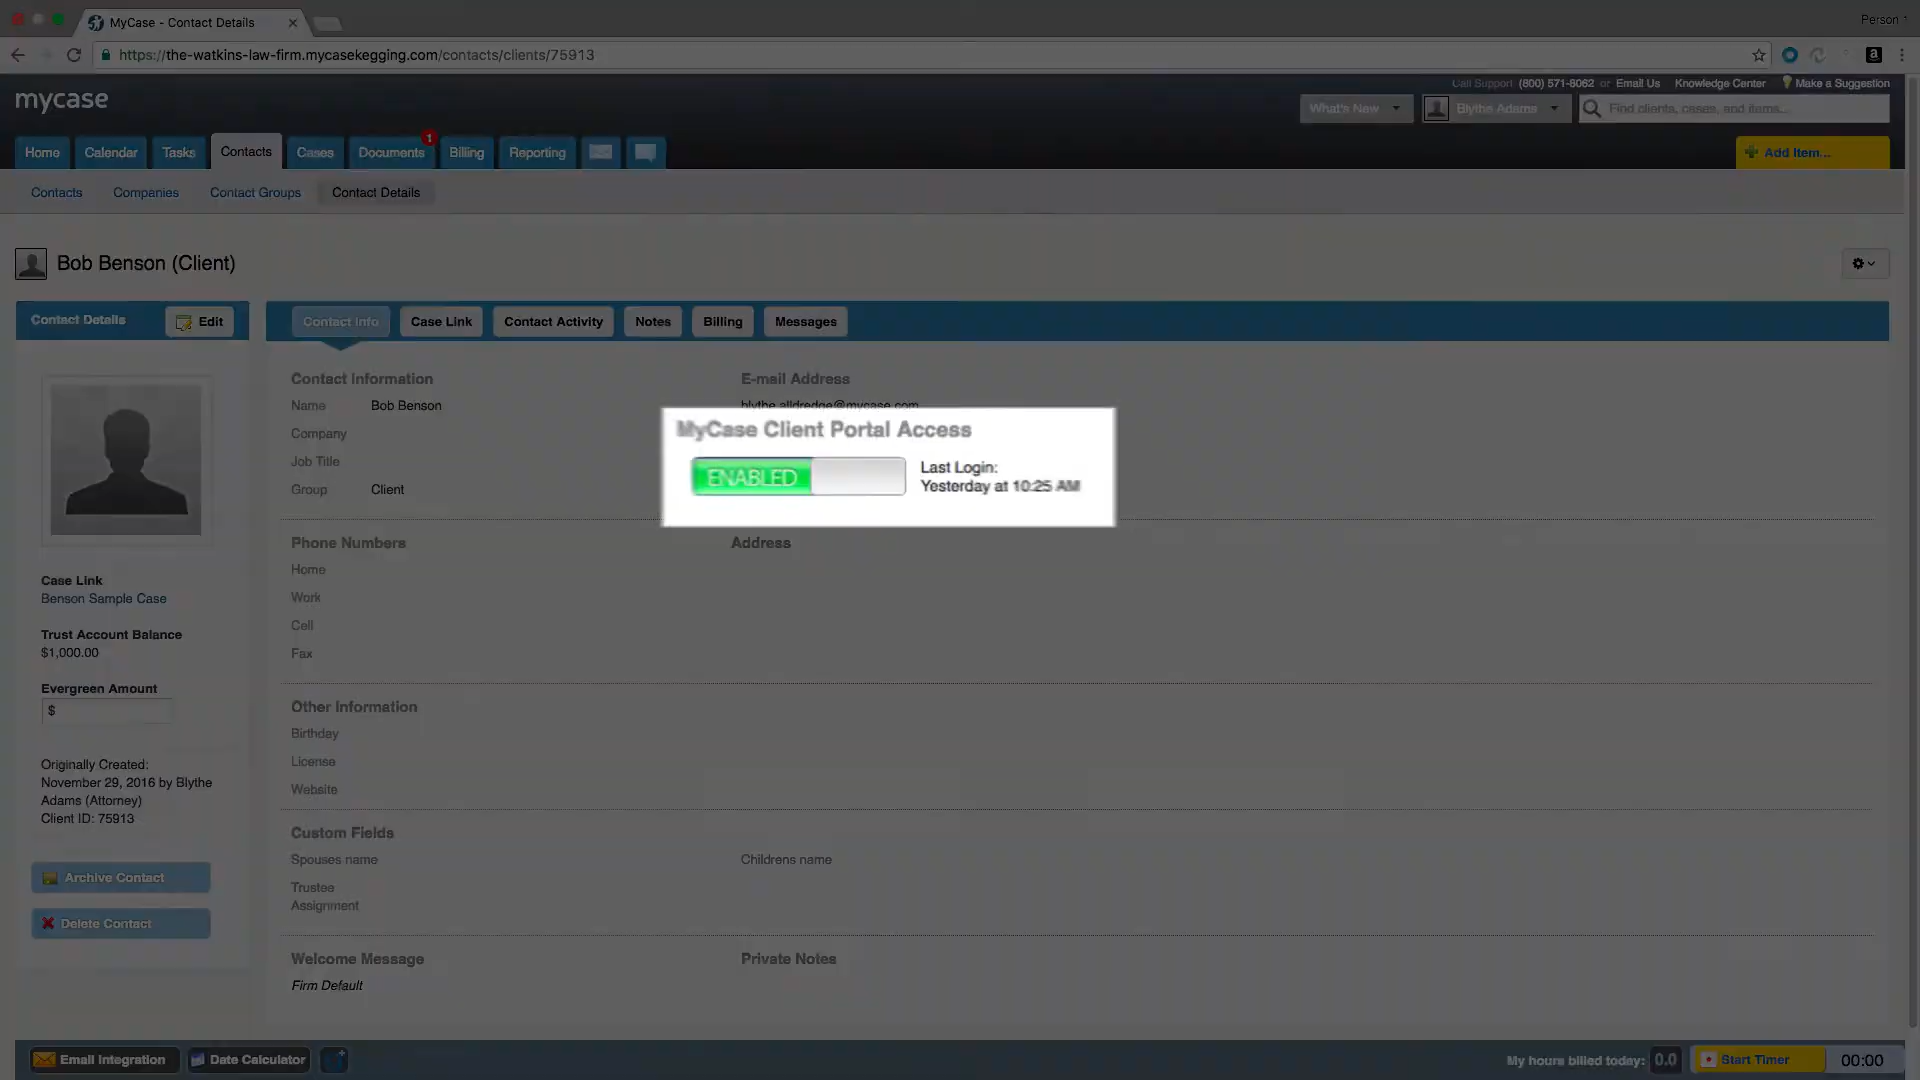 MyCase - Contact Details
Person
https://the-watkins-law-firm.mycasekegging.com/contacts/clients/75913
Call Support (800) 571-8062 or Email Us Knowledge Center Make a Suggestion
mycase
What's New
Blythe Adams
Find clients, cases, and items...
Home
Calendar
Tasks
Contacts
Cases
Documents
1
Billing
Reporting
Add Item...
Contacts
Companies
Contact Groups
Contact Details
Bob Benson (Client)
Contact Details
Edit
Contact Info
Case Link
Contact Activity
Notes
Billing
Messages
Contact Information
Name Bob Benson
Company
Job Title
Group Client
E-mail Address
blythe.alldredge@mycase.com
MyCase Client Portal Access
ENABLED
Last Login:
Yesterday at 10:25 AM
Phone Numbers
Home
Work
Cell
Fax
Address
Case Link
Benson Sample Case
Trust Account Balance
$1,000.00
Evergreen Amount
$
Originally Created:
November 29, 2016 by Blythe
Adams (Attorney)
Client ID: 75913
Archive Contact
Delete Contact
Other Information
Birthday
License
Website
Custom Fields
Spouses name
Childrens name
Trustee
Assignment
Welcome Message
Firm Default
Private Notes
Email Integration
Date Calculator
My hours billed today: 0.0
Start Timer
00:00